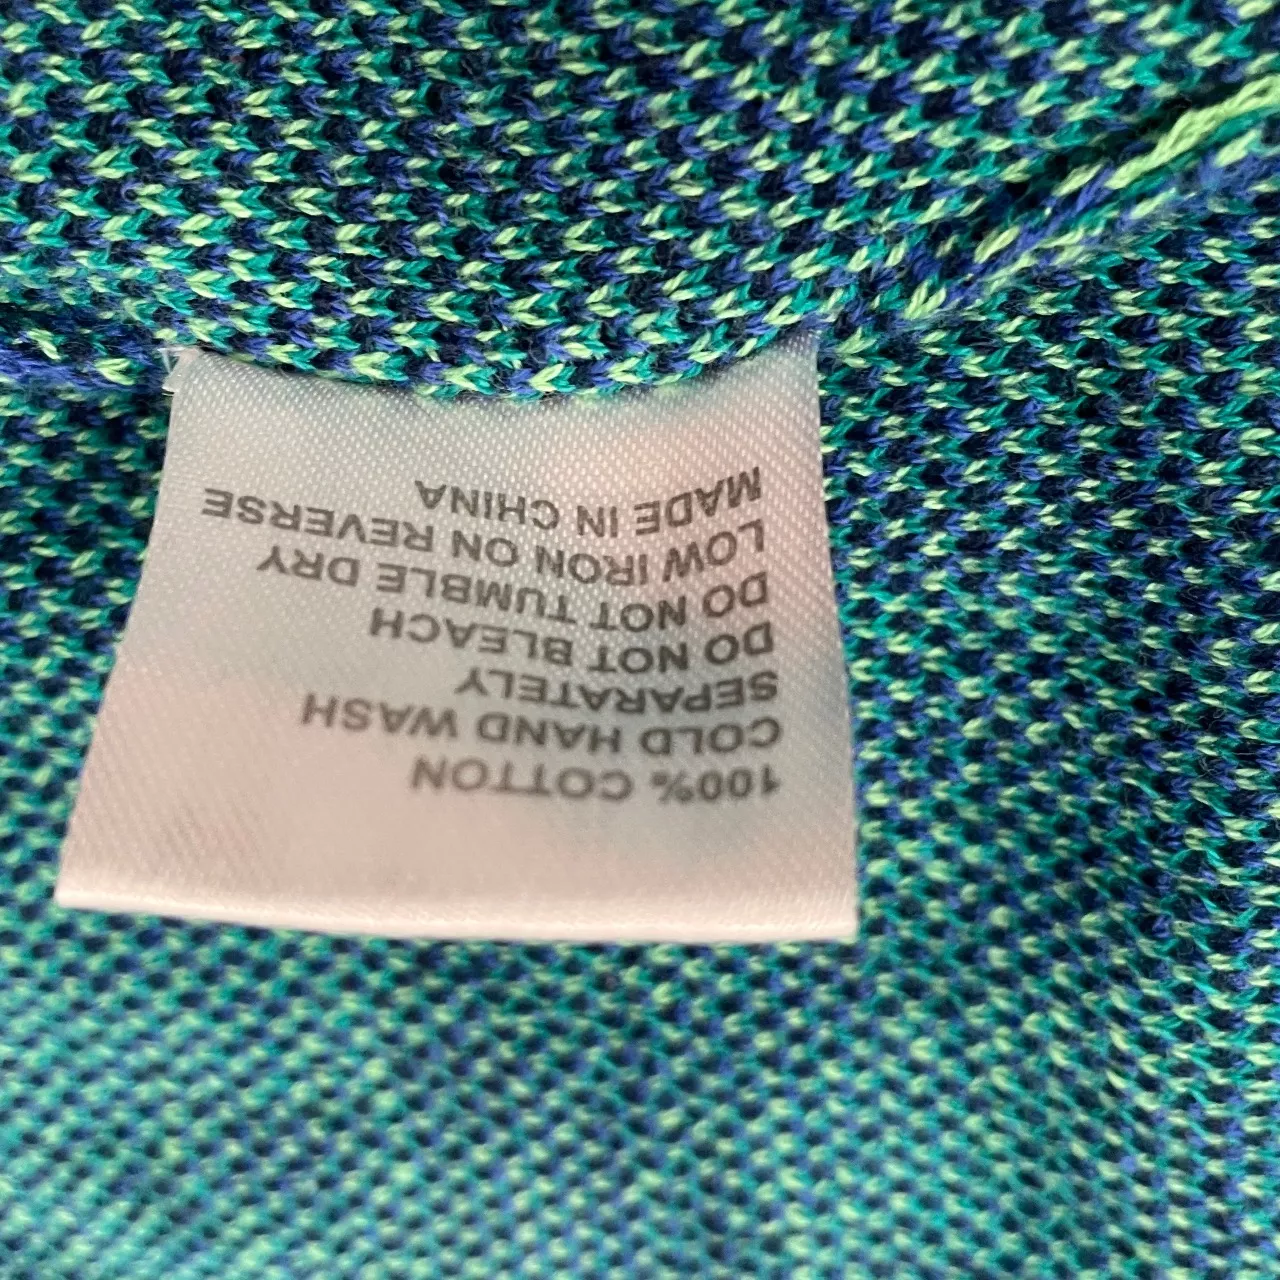 100% COTTON
COLD HAND WASH
SEPARATELY
DO NOT BLEACH
DO NOT TUMBLE DRY
LOW IRON ON REVERSE
MADE IN CHINA